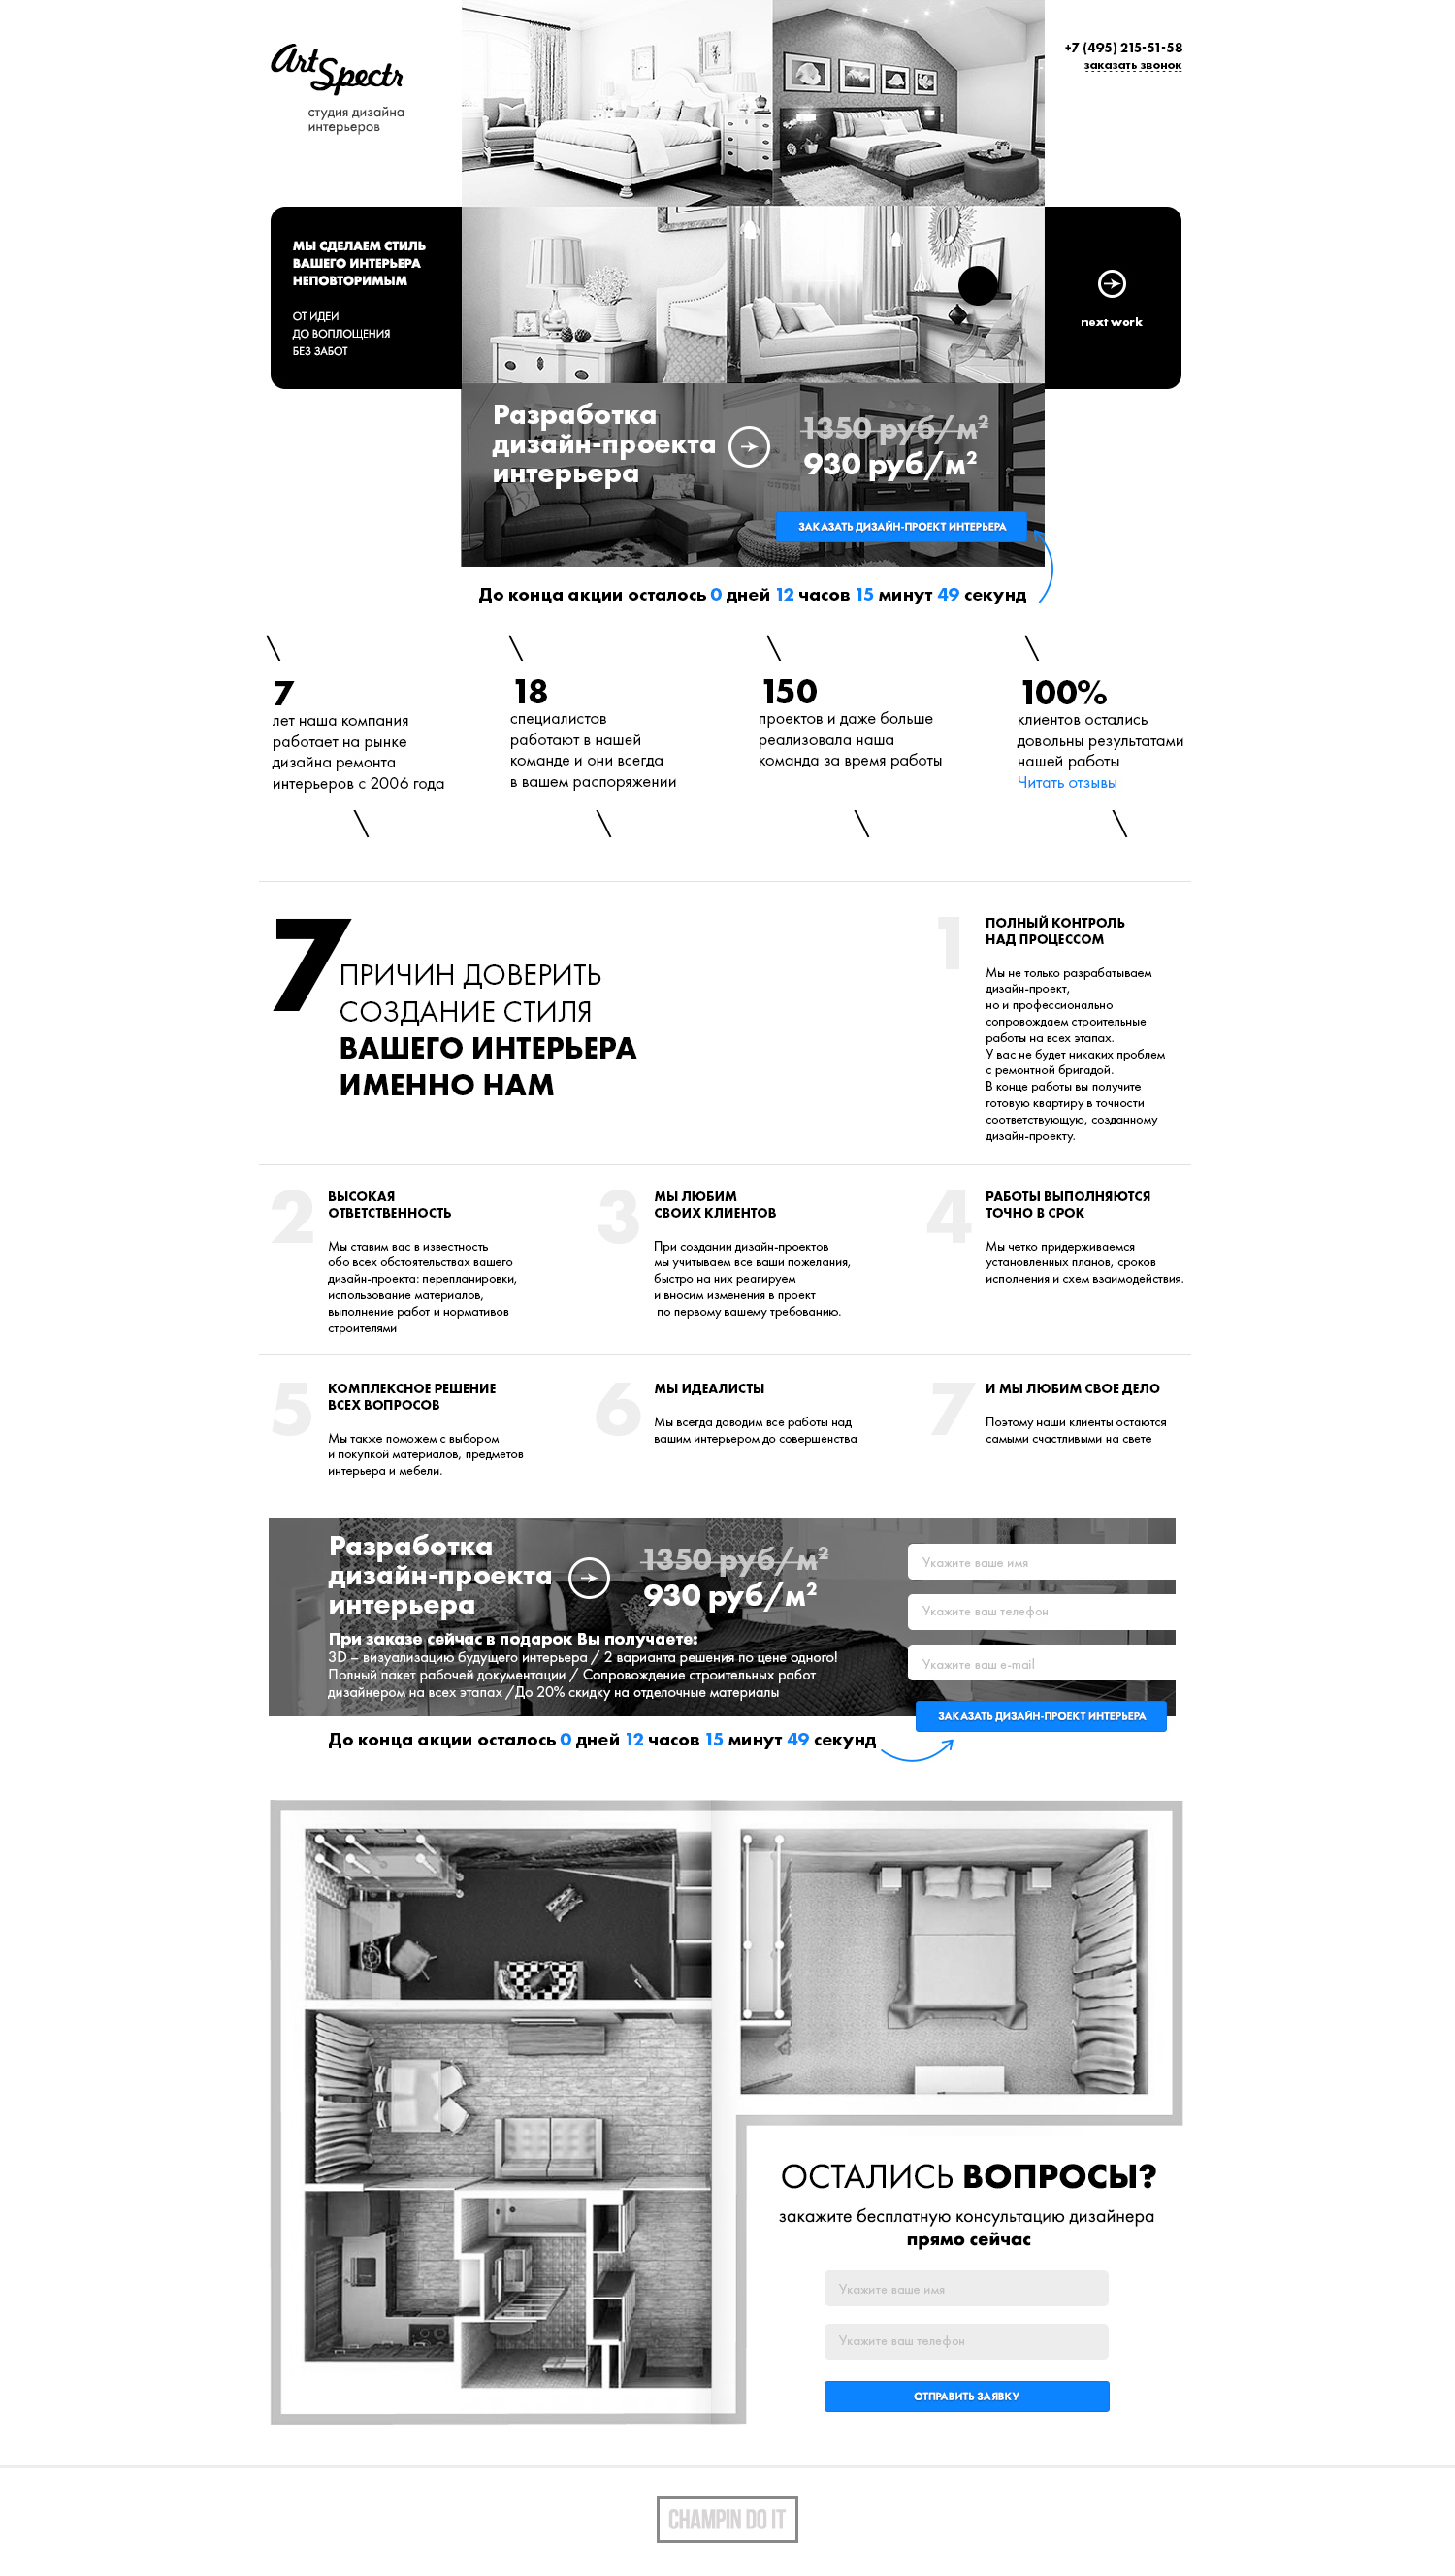 Art Spectr
студия дизайна
интерьеров
+7 (495) 215-51-58
заказать звонок
МЫ СДЕЛАЕМ СТИЛЬ
ВАШЕГО ИНТЕРЬЕРА
НЕПОВТОРИМЫМ
ОТ ИДЕИ
ДО ВОПЛОЩЕНИЯ
БЕЗ ЗАБОТ
next work
Разработка
дизайн-проекта
интерьера
1350 руб/м²
930 руб/м²
ЗАКАЗАТЬ ДИЗАЙН-ПРОЕКТ ИНТЕРЬЕРА
До конца акции осталось 0 дней 12 часов 15 минут 49 секунд
7
лет наша компания
работает на рынке
дизайна ремонта
интерьеров с 2006 года
18
специалистов
работают в нашей
команде и они всегда
в вашем распоряжении
150
проектов и даже больше
реализовала наша
команда за время работы
100%
клиентов остались
довольны результатами
нашей работы
Читать отзывы
7
ПРИЧИН ДОВЕРИТЬ
СОЗДАНИЕ СТИЛЯ
ВАШЕГО ИНТЕРЬЕРА
ИМЕННО НАМ
1
ПОЛНЫЙ КОНТРОЛЬ
НАД ПРОЦЕССОМ
Мы не только разрабатываем
дизайн-проект,
но и профессионально
сопровождаем строительные
работы на всех этапах.
У вас не будет никаких проблем
с ремонтной бригадой.
В конце работы вы получите
готовую квартиру в точности
соответствующую, созданному
дизайн-проекту.
2
ВЫСОКАЯ
ОТВЕТСТВЕННОСТЬ
Мы ставим вас в известность
обо всех обстоятельствах вашего
дизайн-проекта: перепланировки,
использование материалов,
выполнение работ и нормативов
строителями
3
МЫ ЛЮБИМ
СВОИХ КЛИЕНТОВ
При создании дизайн-проектов
мы учитываем все ваши пожелания,
быстро на них реагируем
и вносим изменения в проект
по первому вашему требованию.
4
РАБОТЫ ВЫПОЛНЯЮТСЯ
ТОЧНО В СРОК
Мы четко придерживаемся
установленных планов, сроков
исполнения и схем взаимодействия.
5
КОМПЛЕКСНОЕ РЕШЕНИЕ
ВСЕХ ВОПРОСОВ
Мы также поможем с выбором
и покупкой материалов, предметов
интерьера и мебели.
6
МЫ ИДЕАЛИСТЫ
Мы всегда доводим все работы над
вашим интерьером до совершенства
7
И МЫ ЛЮБИМ СВОЕ ДЕЛО
Поэтому наши клиенты остаются
самыми счастливыми на свете
Разработка
дизайн-проекта
интерьера
1350 руб/м²
930 руб/м²
При заказе сейчас в подарок Вы получаете:
3D – визуализацию будущего интерьера / 2 варианта решения по цене одного!
Полный пакет рабочей документации / Сопровождение строительных работ
дизайнером на всех этапах /До 20% скидку на отделочные материалы
Укажите ваше имя
Укажите ваш телефон
Укажите ваш e-mail
ЗАКАЗАТЬ ДИЗАЙН-ПРОЕКТ ИНТЕРЬЕРА
До конца акции осталось 0 дней 12 часов 15 минут 49 секунд
ОСТАЛИСЬ ВОПРОСЫ?
закажите бесплатную консультацию дизайнера
прямо сейчас
Укажите ваше имя
Укажите ваш телефон
ОТПРАВИТЬ ЗАЯВКУ
CHAMPIN DO IT